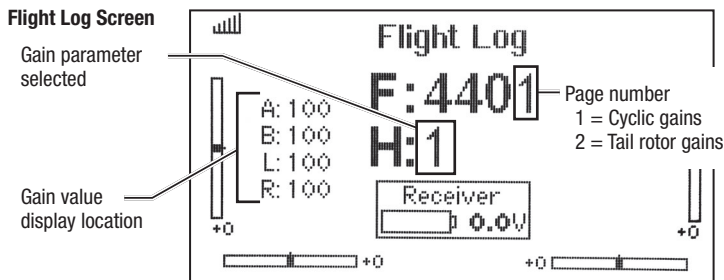 Flight Log Screen
Gain parameter
selected
Gain value
display location
Flight Log
F:4401
H:1
A: 100
B: 100
L: 100
R: 100
Receiver
0.0V
+0
+0
+0
+0
Page number
1 = Cyclic gains
2 = Tail rotor gains